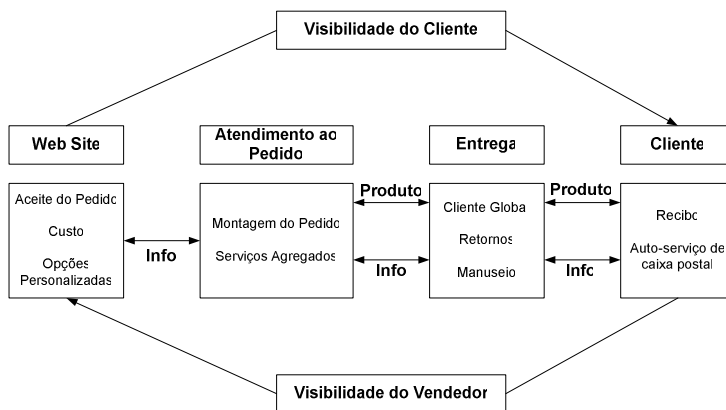 Visibilidade do Cliente
Web Site
Atendimento ao
Pedido
Entrega
Cliente
Aceite do Pedido
Custo
Opções
Personalizadas
Info
Montagem do Pedido
Serviços Agregados
Produto
Info
Cliente Globa
Retornos
Manuseio
Produto
Info
Recibo
Auto-serviço de
caixa postal
Visibilidade do Vendedor